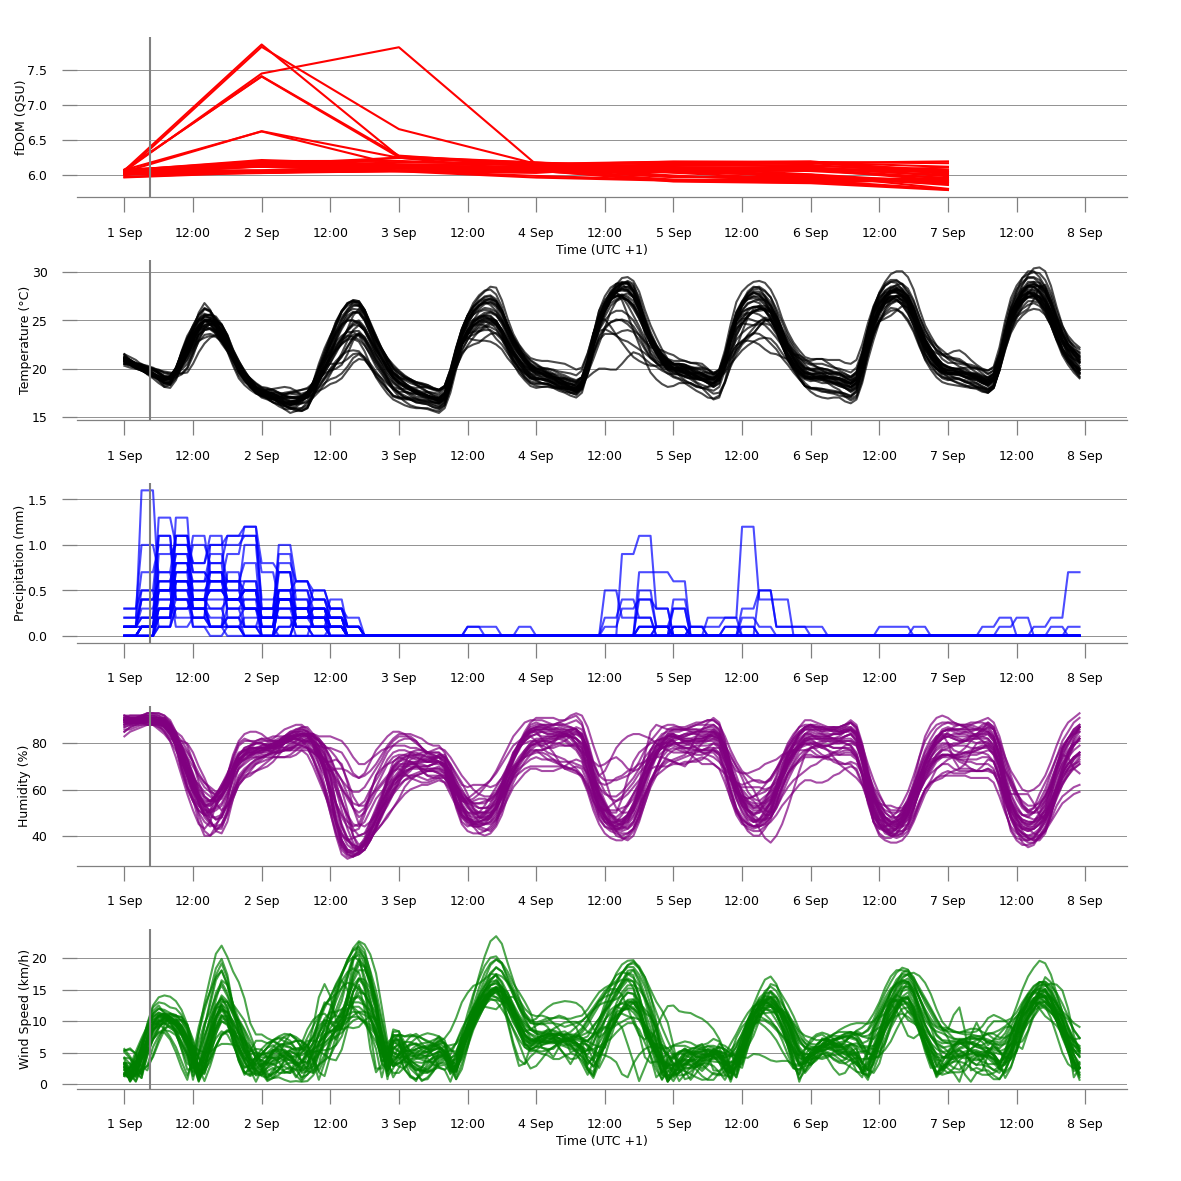 fDOM (QSU)
7.5
7.0
6.5
6.0
1 Sep 12:00 2 Sep 12:00 3 Sep 12:00 4 Sep 12:00 5 Sep 12:00 6 Sep 12:00 7 Sep 12:00 8 Sep
Time (UTC +1)
Temperature (°C)
30
25
20
15
1 Sep 12:00 2 Sep 12:00 3 Sep 12:00 4 Sep 12:00 5 Sep 12:00 6 Sep 12:00 7 Sep 12:00 8 Sep
Precipitation (mm)
1.5
1.0
0.5
0.0
1 Sep 12:00 2 Sep 12:00 3 Sep 12:00 4 Sep 12:00 5 Sep 12:00 6 Sep 12:00 7 Sep 12:00 8 Sep
Humidity (%)
80
60
40
1 Sep 12:00 2 Sep 12:00 3 Sep 12:00 4 Sep 12:00 5 Sep 12:00 6 Sep 12:00 7 Sep 12:00 8 Sep
Wind Speed (km/h)
20
15
10
5
0
1 Sep 12:00 2 Sep 12:00 3 Sep 12:00 4 Sep 12:00 5 Sep 12:00 6 Sep 12:00 7 Sep 12:00 8 Sep
Time (UTC +1)